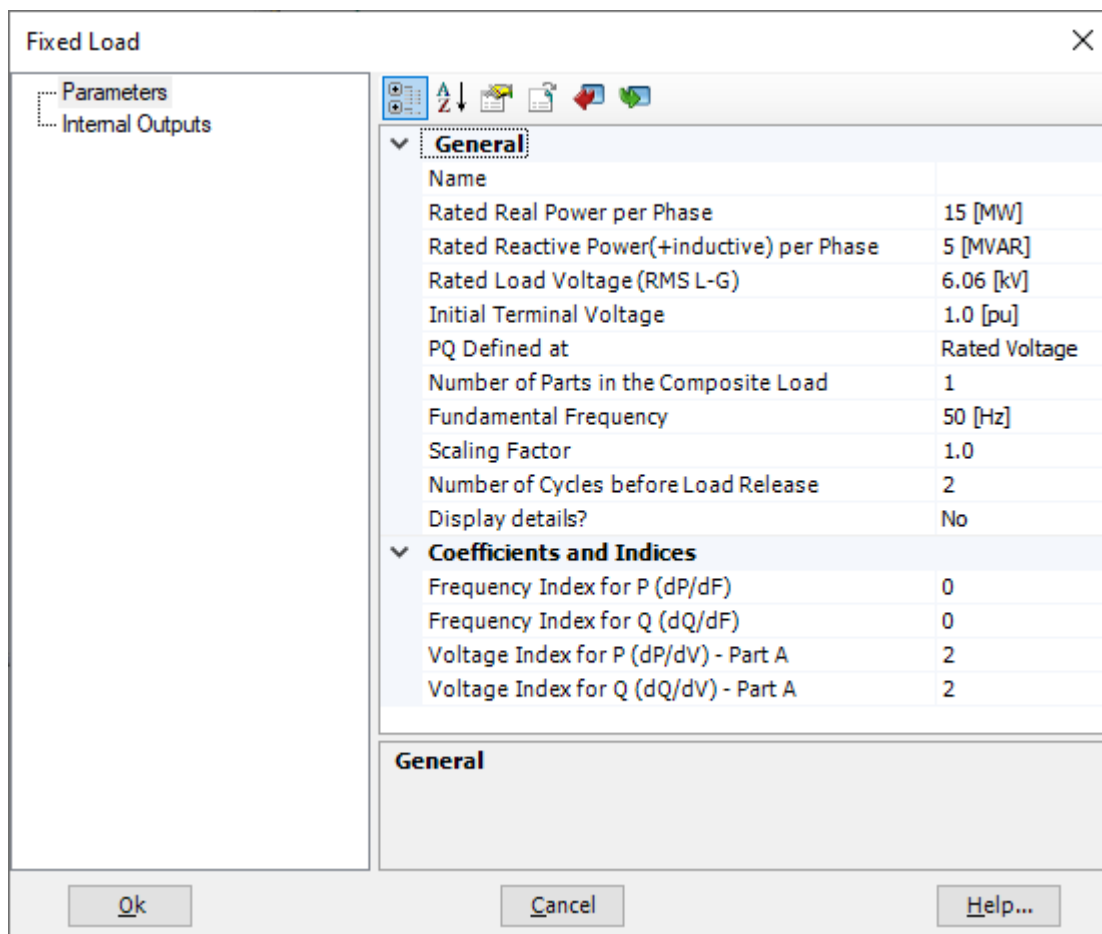 Fixed Load
Parameters
Internal Outputs
General
Name
Rated Real Power per Phase 15 [MW]
Rated Reactive Power(+inductive) per Phase 5 [MVAR]
Rated Load Voltage (RMS L-G) 6.06 [kV]
Initial Terminal Voltage 1.0 [pu]
PQ Defined at Rated Voltage
Number of Parts in the Composite Load 1
Fundamental Frequency 50 [Hz]
Scaling Factor 1.0
Number of Cycles before Load Release 2
Display details? No
Coefficients and Indices
Frequency Index for P (dP/dF) 0
Frequency Index for Q (dQ/dF) 0
Voltage Index for P (dP/dV) - Part A 2
Voltage Index for Q (dQ/dV) - Part A 2
General
Ok Cancel Help...